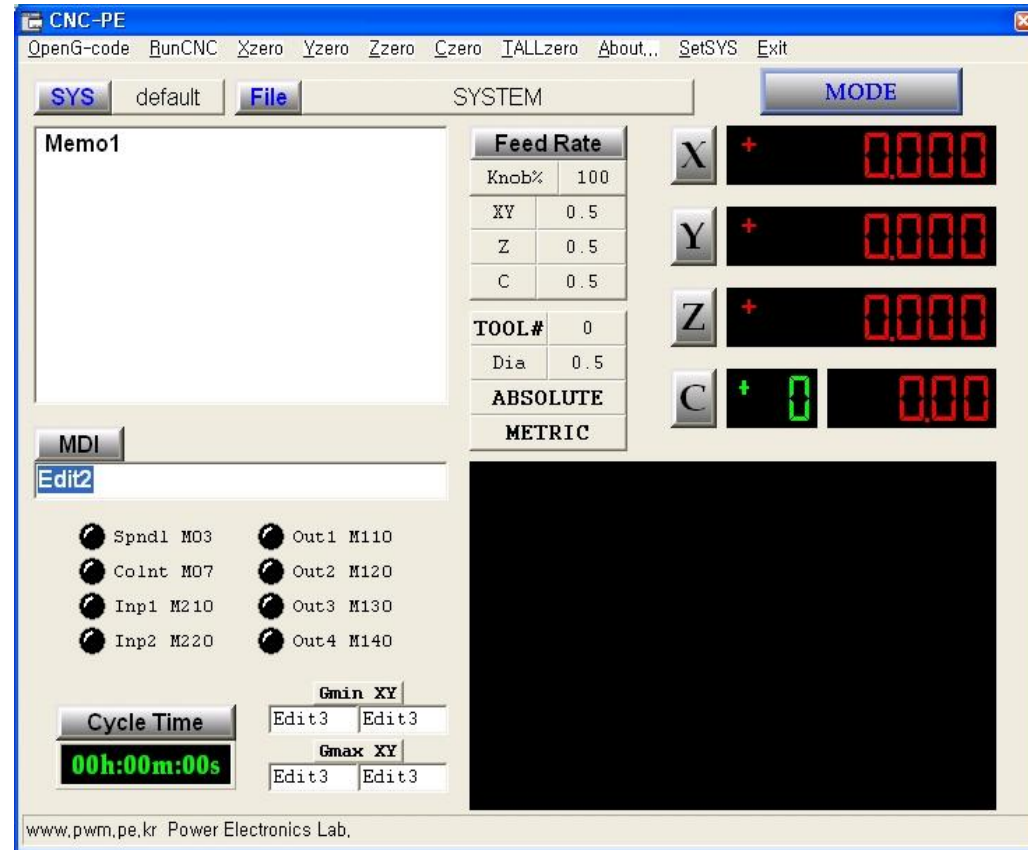 CNC-PE
OpenG-code RunCNC Xzero Yzero Zzero Czero TALLzero About... SetSYS Exit
SYS default File SYSTEM MODE
Memo1
Feed Rate
Knob% 100
XY 0.5
Z 0.5
C 0.5
TOOL# 0
Dia 0.5
ABSOLUTE
METRIC
X + 0.000
Y + 0.000
Z + 0.000
C + 0 0.00
MDI
Edit2
Spndl M03 Out1 M110
Colnt M07 Out2 M120
Inp1 M210 Out3 M130
Inp2 M220 Out4 M140
Gmin XY
Edit3 Edit3
Gmax XY
Edit3 Edit3
Cycle Time
00h:00m:00s
www.pwm.pe.kr Power Electronics Lab.